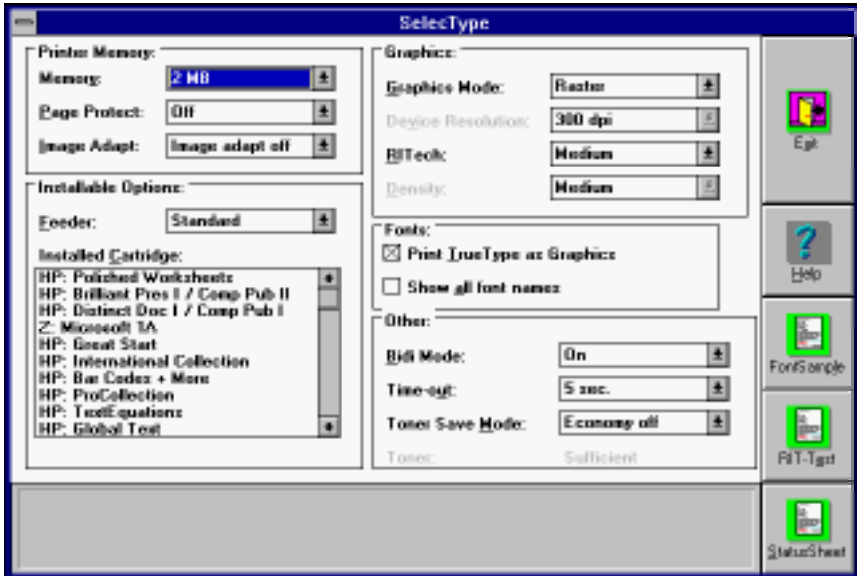 SelecType
Printer Memory:
Memory: 2 MB
Page Protect: Off
Image Adapt: Image adapt off
Installable Options:
Feeder: Standard
Installed Cartridge:
HP: Polished Worksheets
HP: Brilliant Pres I / Comp Pub II
HP: Distinct Doc I / Comp Pub I
Z: Microsoft 1A
HP: Great Start
HP: International Collection
HP: Bar Codes + More
HP: ProCollection
HP: TextEquations
HP: Global Text
Graphics:
Graphics Mode: Raster
Device Resolution: 300 dpi
RITech: Medium
Density: Medium
Fonts:
Print TrueType as Graphics
Show all font names
Other:
Bidi Mode: On
Time-out: 5 sec.
Toner Save Mode: Economy off
Toner: Sufficient
Exit
Help
FontSample
RIT-Test
StatusSheet